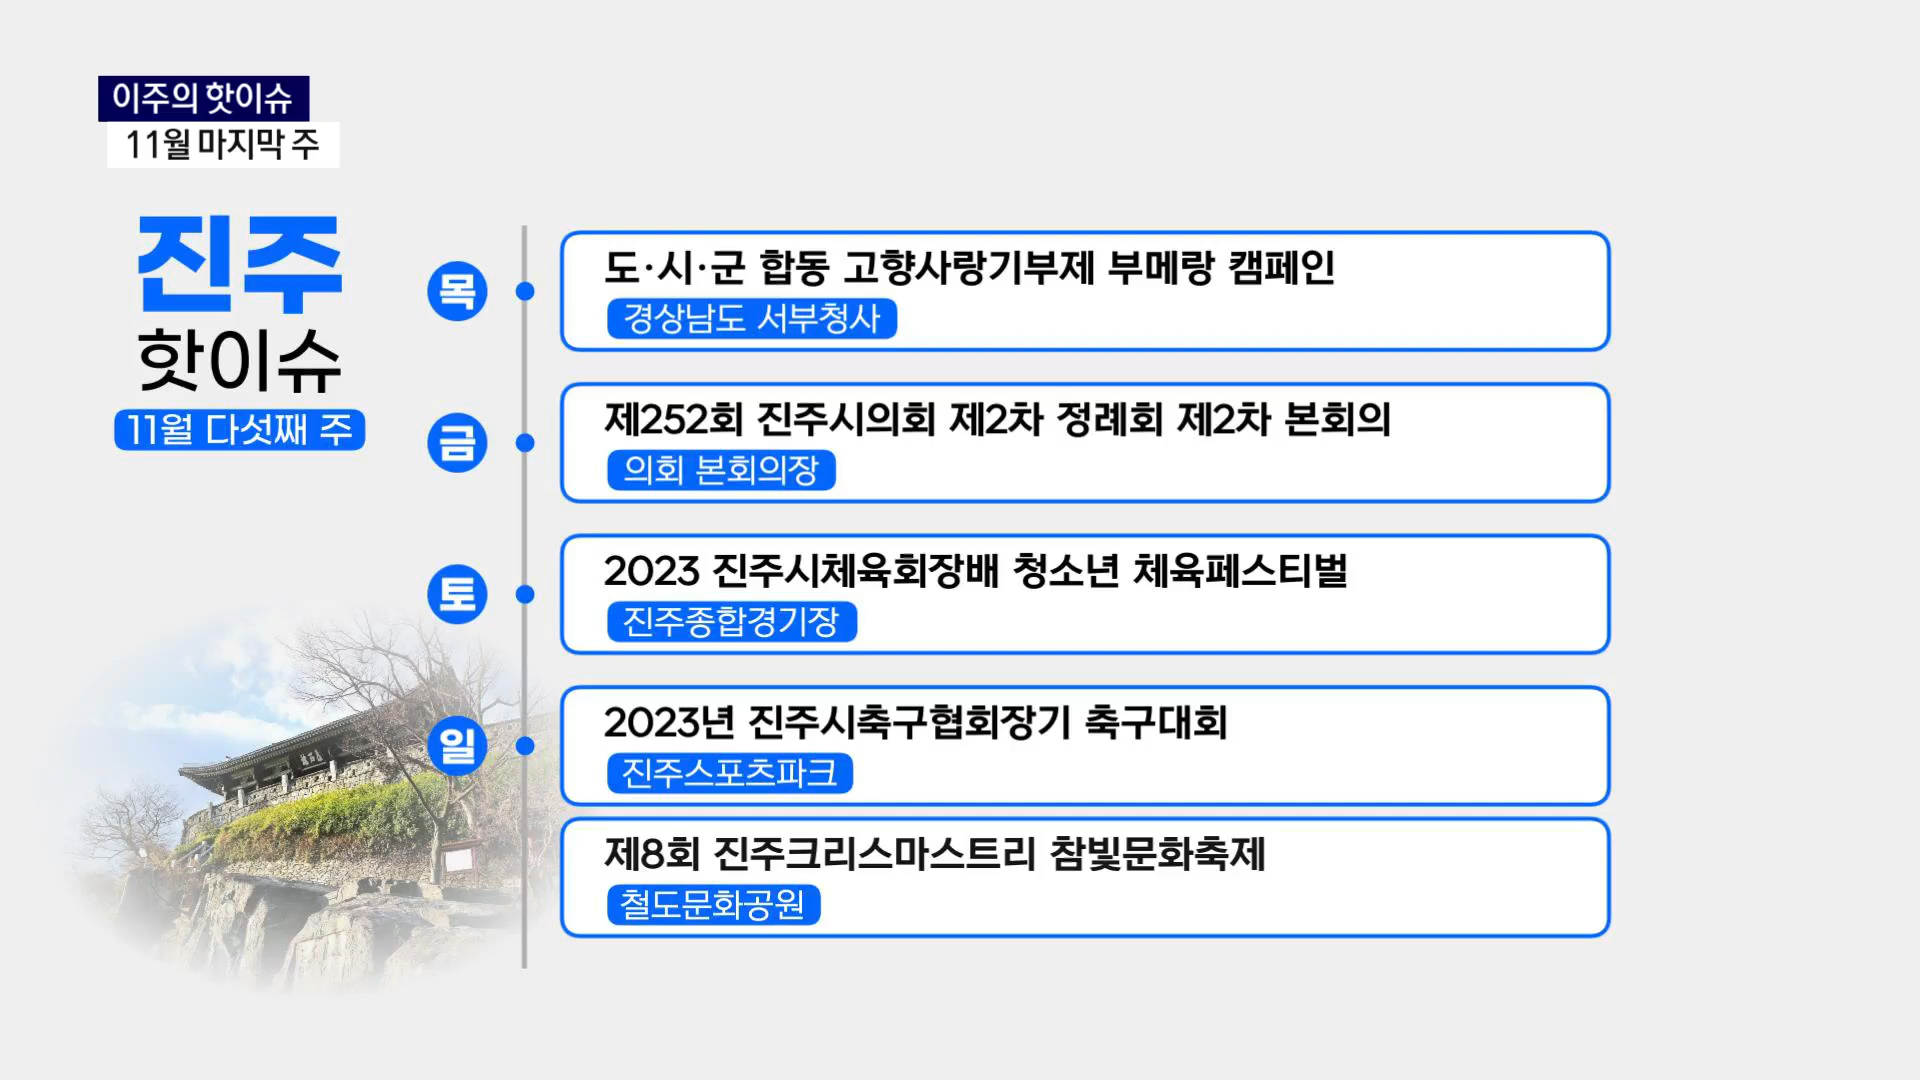 이주의 핫이슈
11월 마지막 주
진주
핫이슈
11월 다섯째 주
목
도·시·군 합동 고향사랑기부제 부메랑 캠페인
경상남도 서부청사
금
제252회 진주시의회 제2차 정례회 제2차 본회의
의회 본회의장
토
2023 진주시체육회장배 청소년 체육페스티벌
진주종합경기장
일
2023년 진주시축구협회장기 축구대회
진주스포츠파크
제8회 진주크리스마스트리 참빛문화축제
철도문화공원